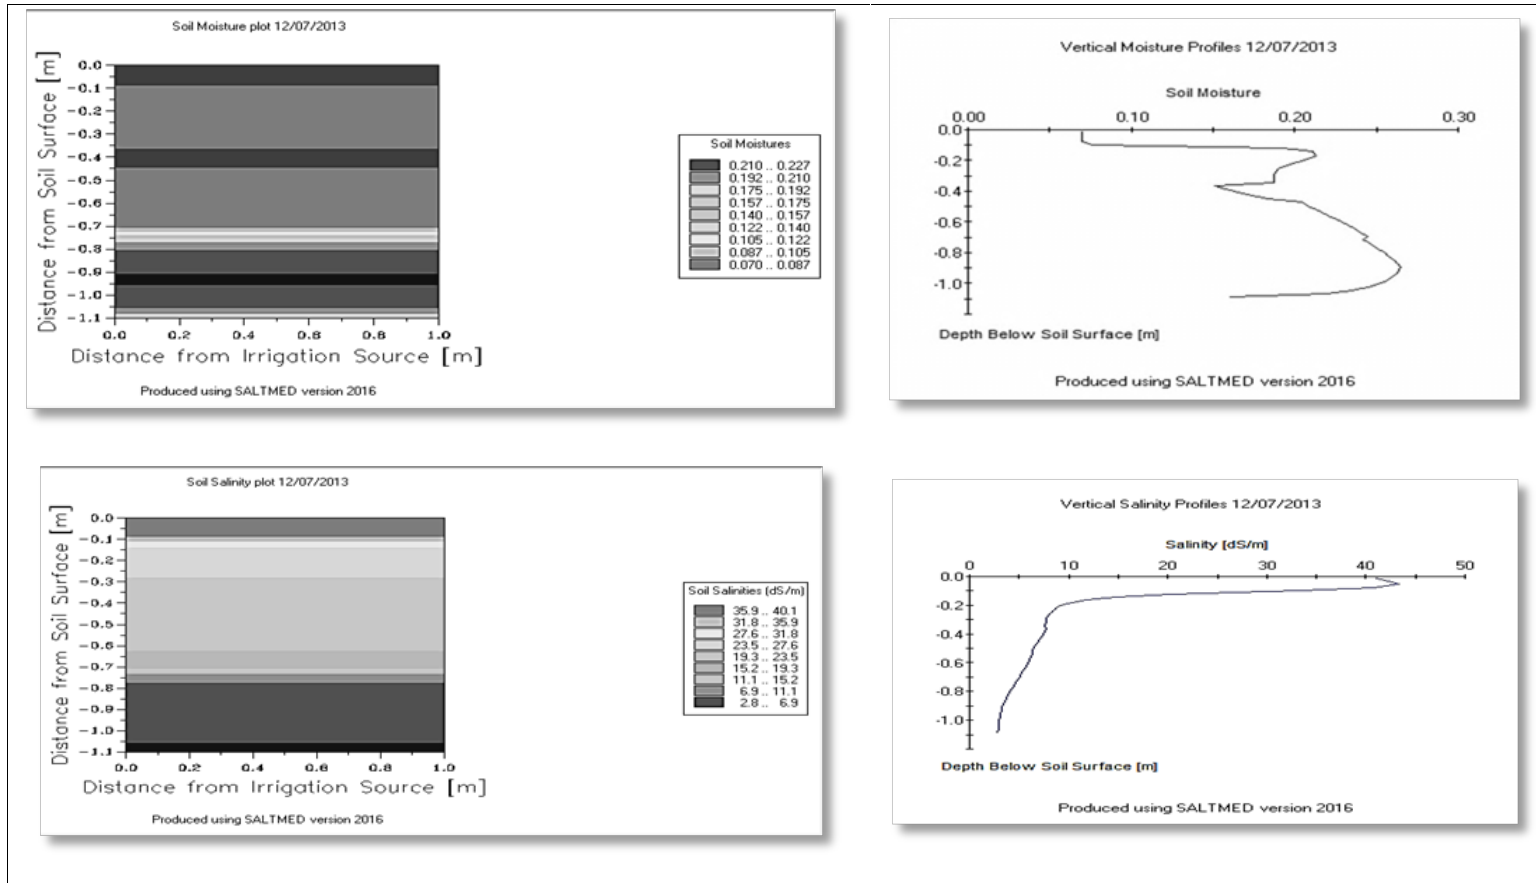 Soil Moisture plot 12/07/2013
Distance from Soil Surface [m]
0.0
-0.1
-0.2
-0.3
-0.4
-0.5
-0.6
-0.7
-0.8
-0.9
-1.0
-1.1
0.0 0.2 0.4 0.6 0.8 1.0
Distance from Irrigation Source [m]
Soil Moistures
0.210 .. 0.227
0.192 .. 0.210
0.175 .. 0.192
0.157 .. 0.175
0.140 .. 0.157
0.122 .. 0.140
0.105 .. 0.122
0.087 .. 0.105
0.070 .. 0.087
Produced using SALTMED version 2016
Vertical Moisture Profiles 12/07/2013
Soil Moisture
0.00 0.10 0.20 0.30
0.0
-0.2
-0.4
-0.6
-0.8
-1.0
Depth Below Soil Surface [m]
Produced using SALTMED version 2016
Soil Salinity plot 12/07/2013
Distance from Soil Surface [m]
0.0
-0.1
-0.2
-0.3
-0.4
-0.5
-0.6
-0.7
-0.8
-0.9
-1.0
-1.1
0.0 0.2 0.4 0.6 0.8 1.0
Distance from Irrigation Source [m]
Soil Salinities (dS/m)
35.9 .. 40.1
31.8 .. 35.9
27.6 .. 31.8
23.5 .. 27.6
19.3 .. 23.5
15.2 .. 19.3
11.1 .. 15.2
6.9 .. 11.1
2.8 .. 6.9
Produced using SALTMED version 2016
Vertical Salinity Profiles 12/07/2013
Salinity [dS/m]
0 10 20 30 40 50
0.0
-0.2
-0.4
-0.6
-0.8
-1.0
Depth Below Soil Surface [m]
Produced using SALTMED version 2016